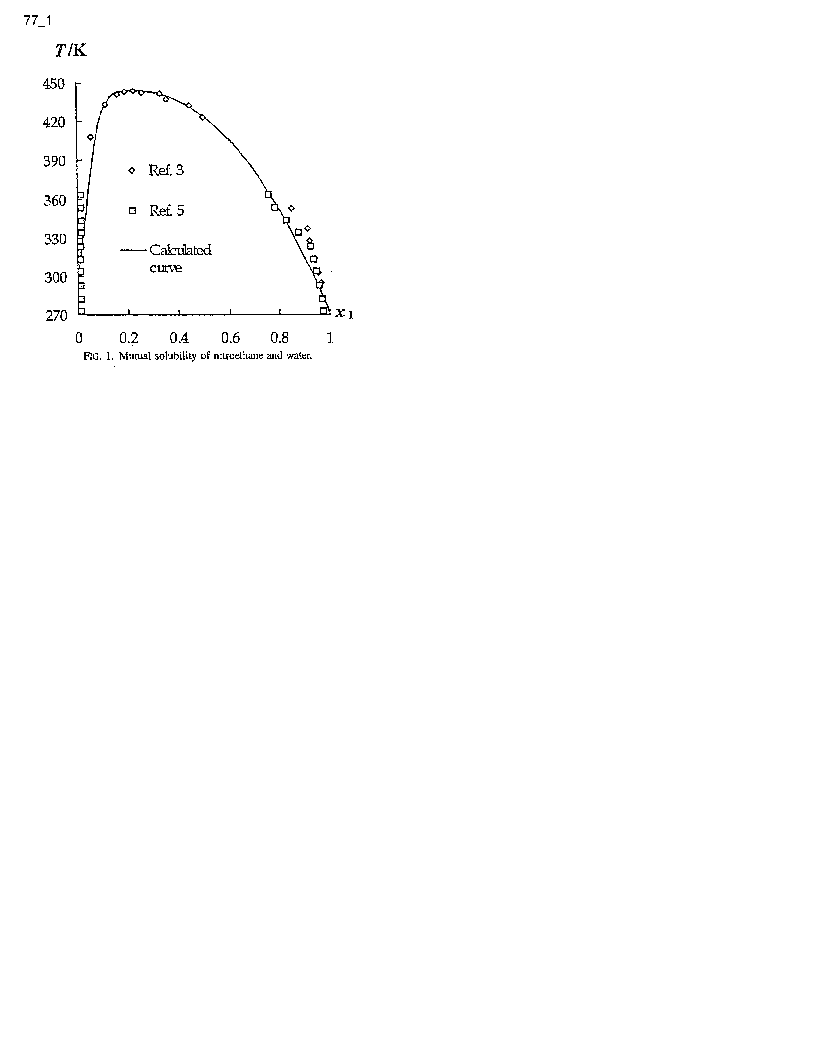 77_1
T/K
450
420
390
360
330
300
270
Ref. 3
Ref. 5
Calculated
curve
x1
0 0.2 0.4 0.6 0.8 1
FIG. 1. Mutual solubility of nitroethane and water.